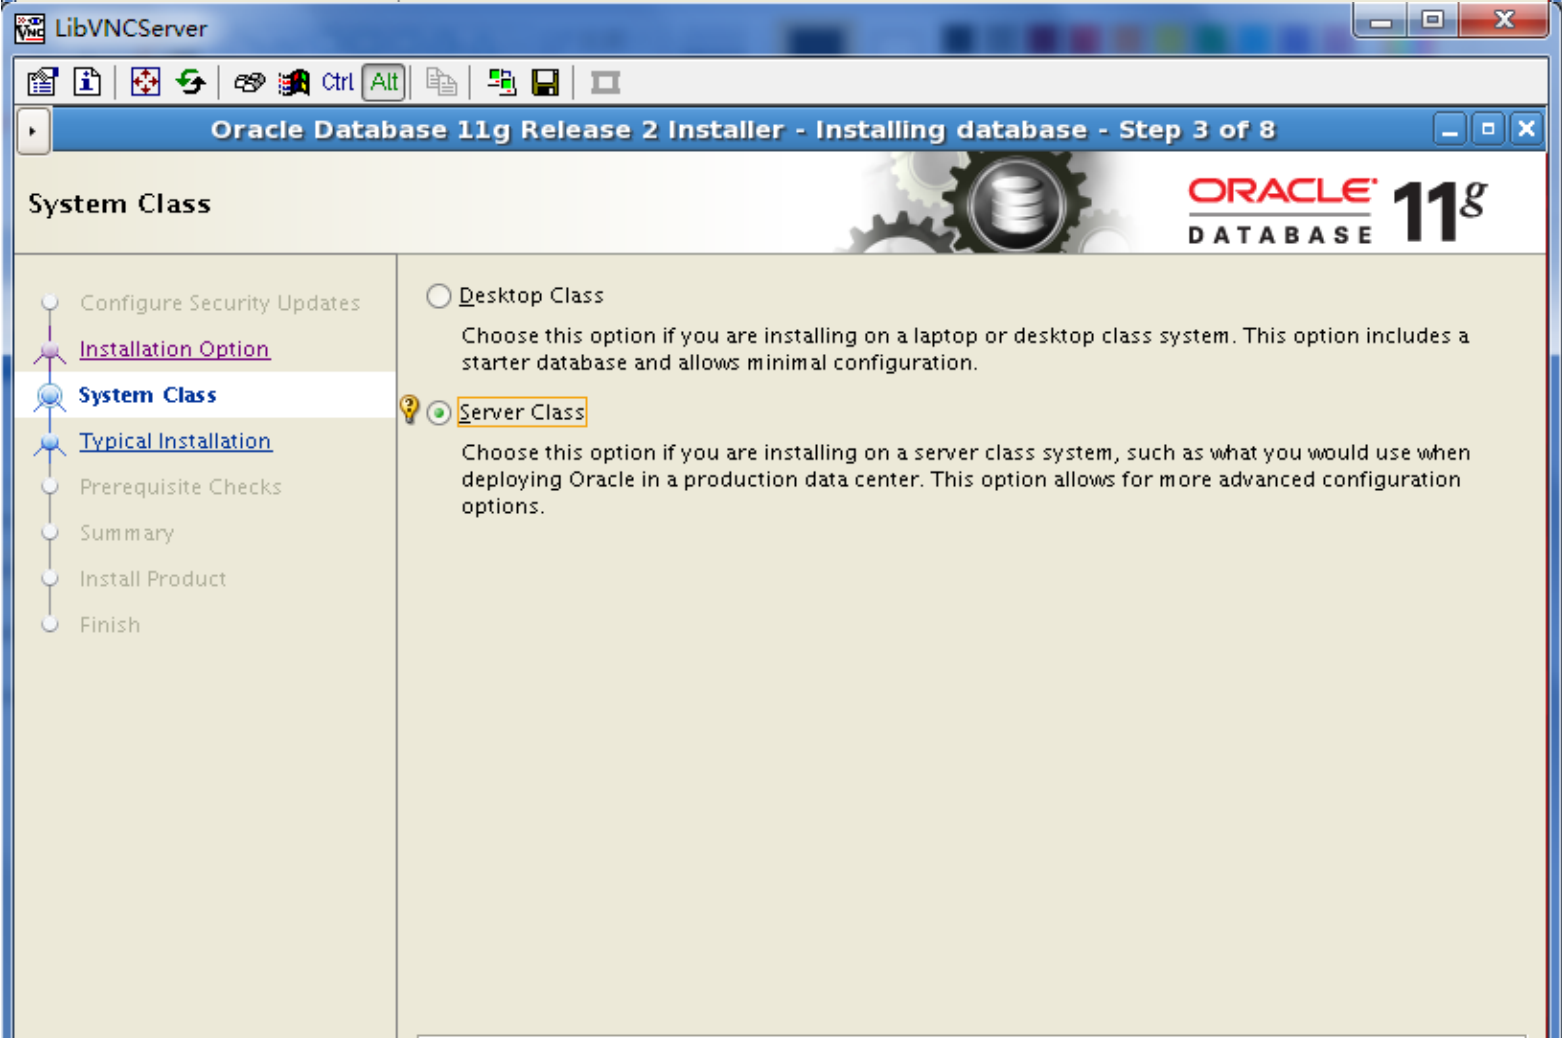 LibVNCServer
Ctrl Alt
Oracle Database 11g Release 2 Installer - Installing database - Step 3 of 8
System Class
ORACLE
DATABASE
11g
Configure Security Updates
Installation Option
System Class
Typical Installation
Prerequisite Checks
Summary
Install Product
Finish
Desktop Class
Choose this option if you are installing on a laptop or desktop class system. This option includes a
starter database and allows minimal configuration.
Server Class
Choose this option if you are installing on a server class system, such as what you would use when
deploying Oracle in a production data center. This option allows for more advanced configuration
options.